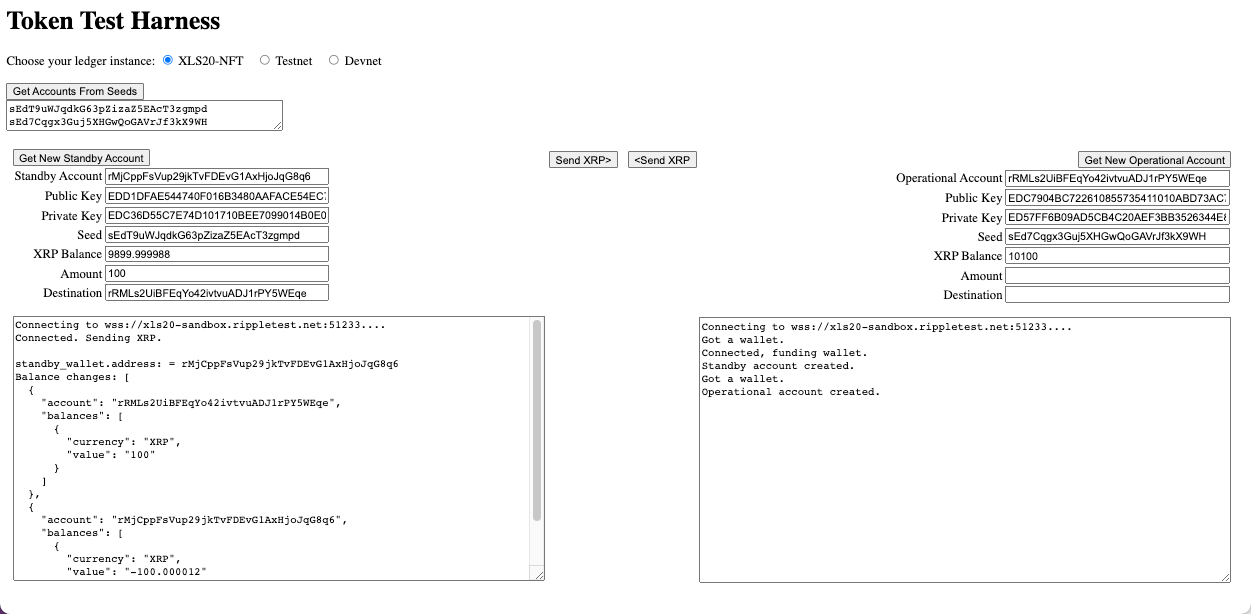 Token Test Harness
Choose your ledger instance: XLS20-NFT Testnet Devnet
Get Accounts From Seeds
sEdT9uWJqdkG63pZizaZ5EAcT3zgmpd
sEd7Cqgx3Guj5XHGwQoGAVrJf3kX9WH
Get New Standby Account
Standby Account rMjCppFsVup29jkTvFDEvG1AxHjoJqG8q6
Public Key EDD1DFAE544740F016B3480AAFACE54EC
Private Key EDC36D55C7E74D101710BEE7099014B0E0
Seed sEdT9uWJqdkG63pZizaZ5EAcT3zgmpd
XRP Balance 9899.999988
Amount 100
Destination rRMLs2UiBFEqYo42ivtvuADJ1rPY5WEqe
Send XRP> <Send XRP
Get New Operational Account
Operational Account rRMLs2UiBFEqYo42ivtvuADJ1rPY5WEqe
Public Key EDC7904BC722610855735411010ABD73AC
Private Key ED57FF6B09AD5CB4C20AEF3BB3526344E
Seed sEd7Cqgx3Guj5XHGwQoGAVrJf3kX9WH
XRP Balance 10100
Amount
Destination
Connecting to wss://xls20-sandbox.rippletest.net:51233....
Connected. Sending XRP.
standby_wallet.address: = rMjCppFsVup29jkTvFDEvG1AxHjoJqG8q6
Balance changes: [
{
"account": "rRMLs2UiBFEqYo42ivtvuADJ1rPY5WEqe",
"balances": [
{
"currency": "XRP",
"value": "100"
}
]
},
{
"account": "rMjCppFsVup29jkTvFDEvG1AxHjoJqG8q6",
"balances": [
{
"currency": "XRP",
"value": "-100.000012"
Connecting to wss://xls20-sandbox.rippletest.net:51233....
Got a wallet.
Connected, funding wallet.
Standby account created.
Got a wallet.
Operational account created.